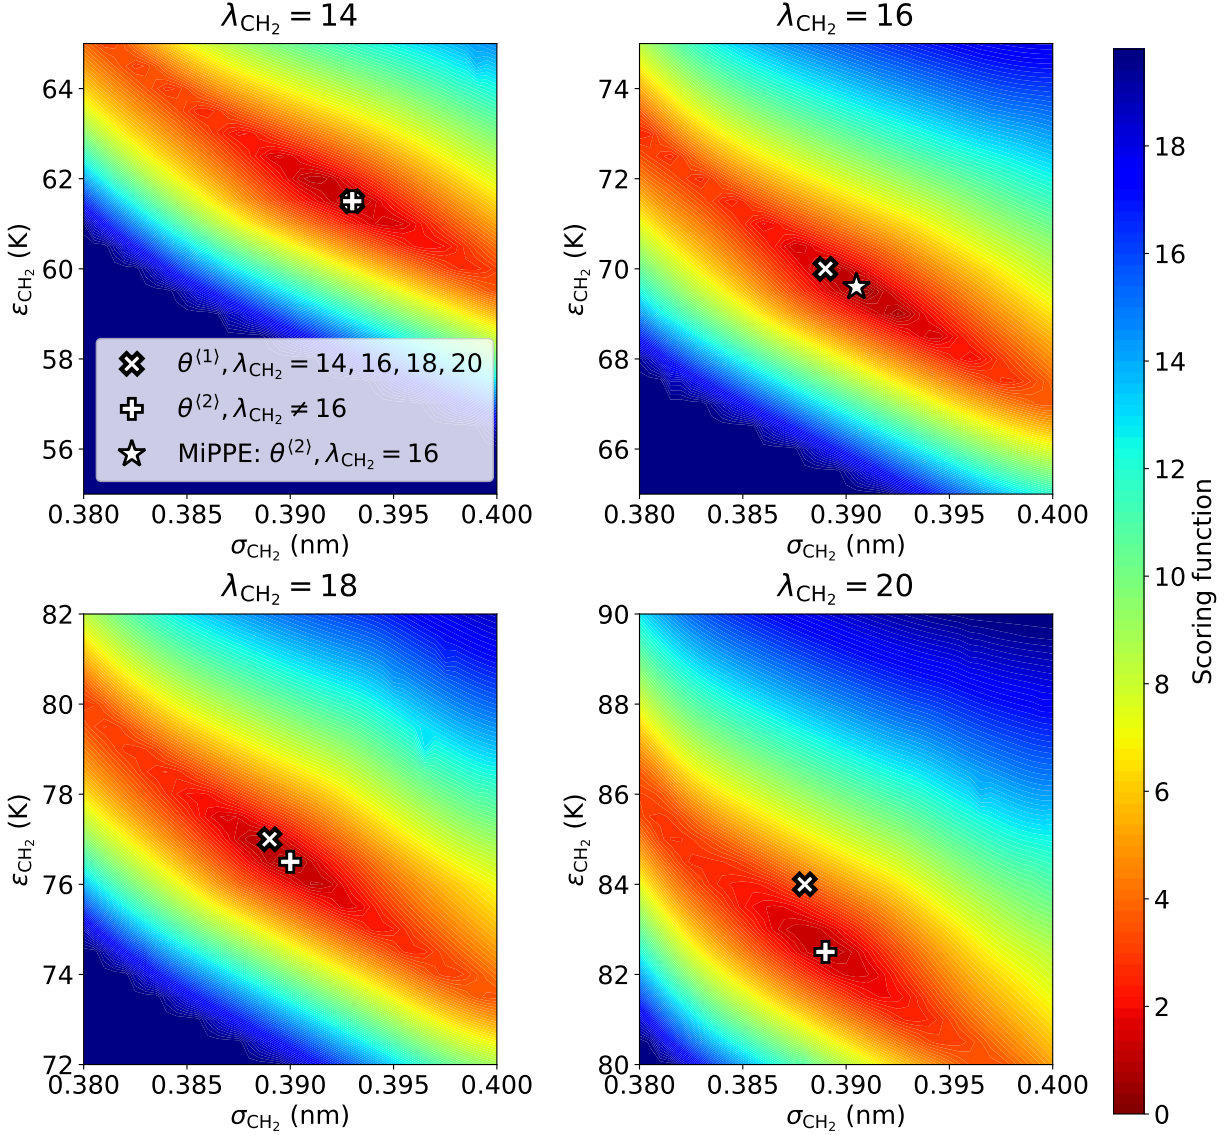 λCH₂ = 14
λCH₂ = 16
64
62
60
58
56
εCH₂ (K)
θ⟨1⟩, λCH₂ = 14, 16, 18, 20
θ⟨2⟩, λCH₂ ≠ 16
MiPPE: θ⟨2⟩, λCH₂ = 16
0.380 0.385 0.390 0.395 0.400
σCH₂ (nm)
74
72
70
68
66
εCH₂ (K)
0.380 0.385 0.390 0.395 0.400
σCH₂ (nm)
λCH₂ = 18
λCH₂ = 20
82
80
78
76
74
72
εCH₂ (K)
0.380 0.385 0.390 0.395 0.400
σCH₂ (nm)
90
88
86
84
82
80
εCH₂ (K)
0.380 0.385 0.390 0.395 0.400
σCH₂ (nm)
18
16
14
12
10
8
6
4
2
0
Scoring function